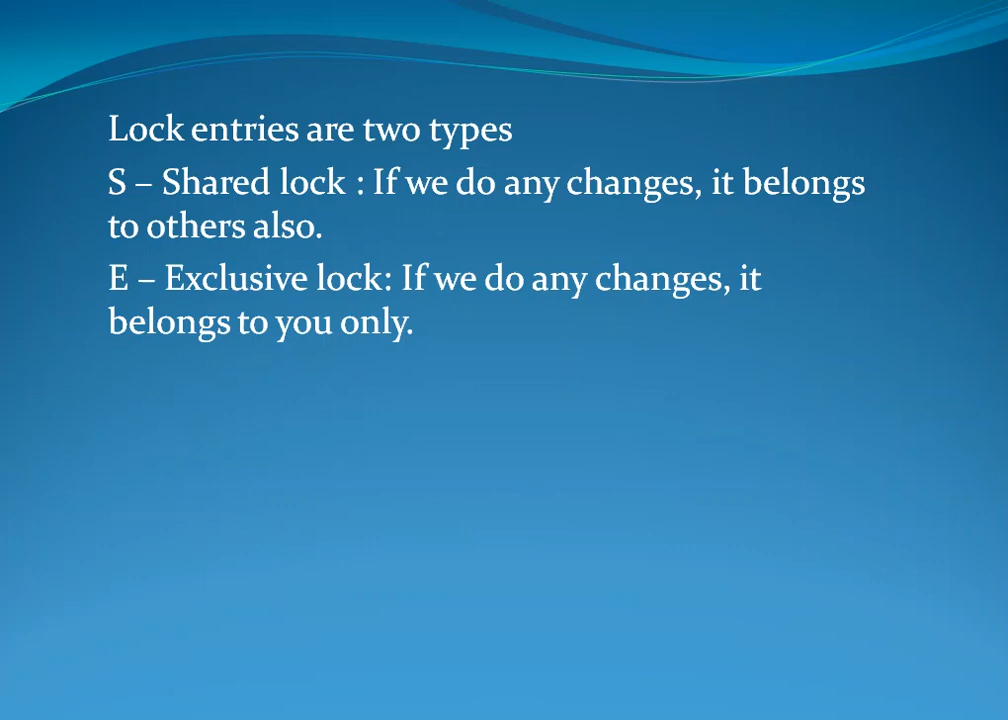 Lock entries are two types
S – Shared lock : If we do any changes, it belongs
to others also.
E – Exclusive lock: If we do any changes, it
belongs to you only.